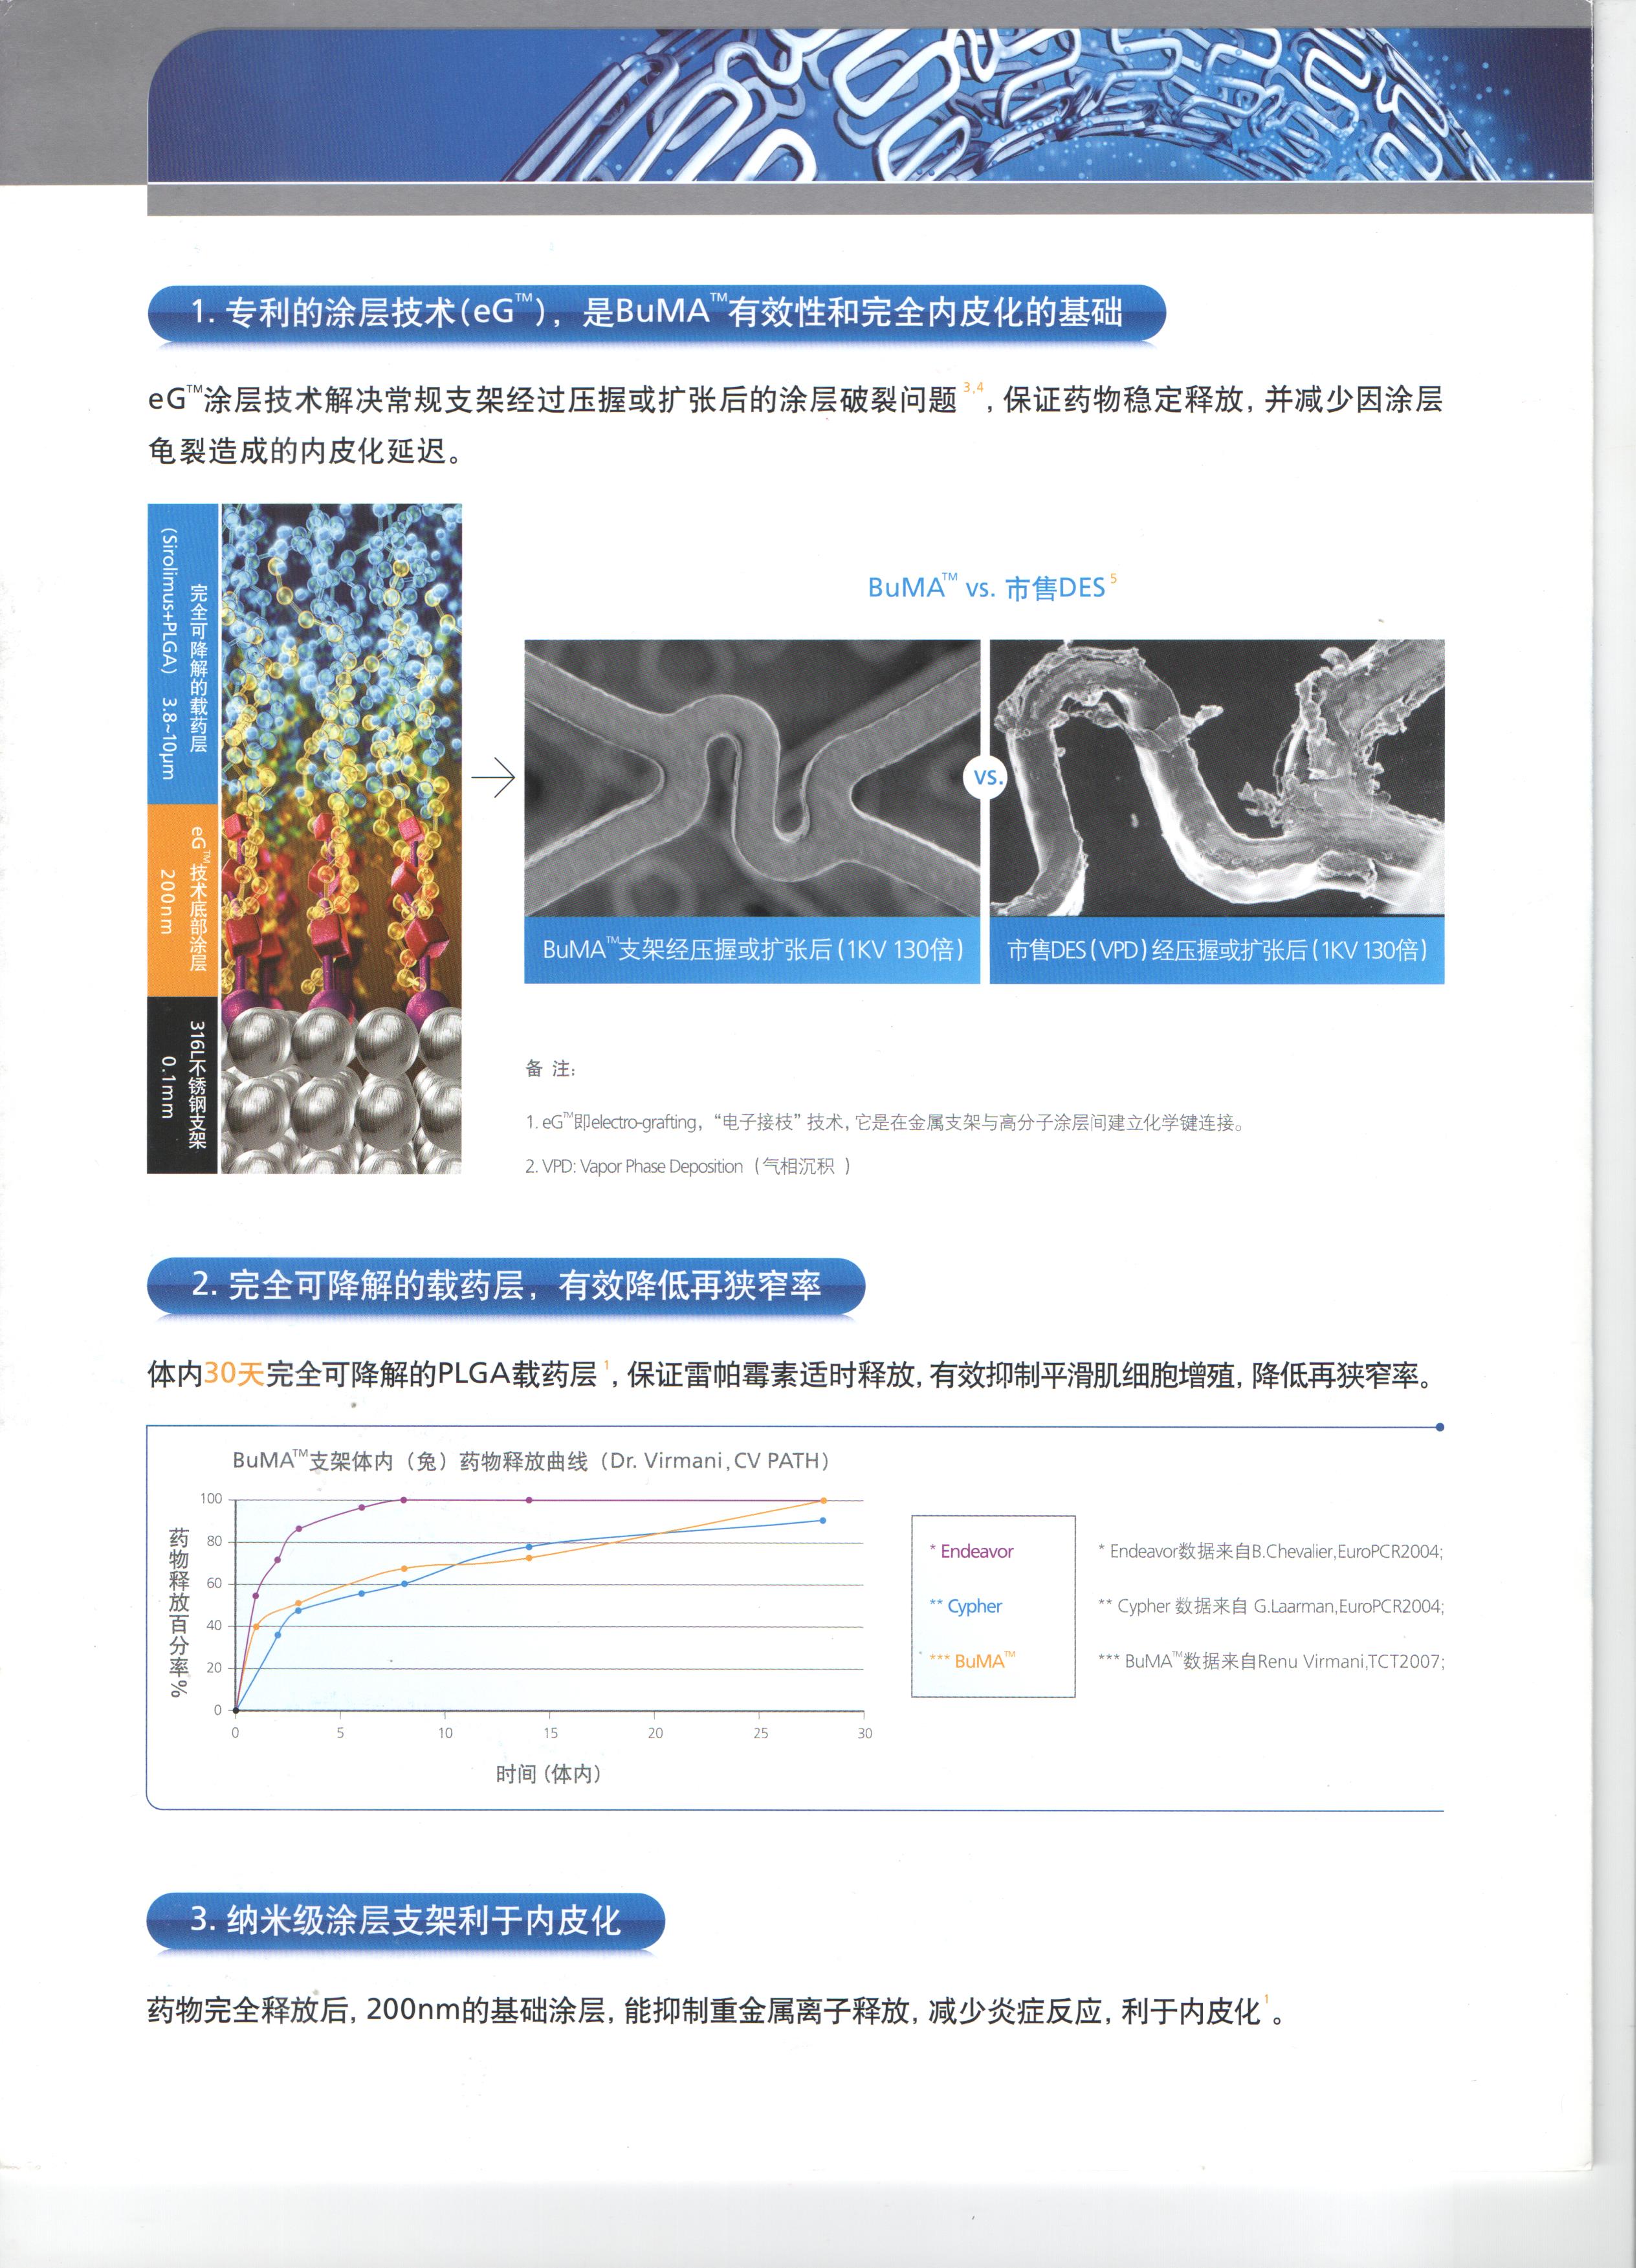 1. 专利的涂层技术(eG™)，是BuMA™有效性和完全内皮化的基础
eG™涂层技术解决常规支架经过压握或扩张后的涂层破裂问题3,4，保证药物稳定释放，并减少因涂层
龟裂造成的内皮化延迟。
完全可降解的载药层
(Sirolimus+PLGA) 3.8~10μm
eG™技术底部涂层
200nm
316L不锈钢支架
0.1mm
BuMA™ vs. 市售DES5
vs.
BuMA™支架经压握或扩张后(1KV 130倍)
市售DES(VPD)经压握或扩张后(1KV 130倍)
备 注:
1. eG™即electro-grafting，“电子接枝”技术，它是在金属支架与高分子涂层间建立化学键连接。
2. VPD: Vapor Phase Deposition (气相沉积 )
2. 完全可降解的载药层，有效降低再狭窄率
体内30天完全可降解的PLGA载药层1，保证雷帕霉素适时释放，有效抑制平滑肌细胞增殖，降低再狭窄率。
BuMA™支架体内（兔）药物释放曲线（Dr. Virmani,CV PATH）
药物释放百分率%
100
80
60
40
20
0
0 5 10 15 20 25 30
时间(体内)
* Endeavor
** Cypher
*** BuMA™
* Endeavor数据来自B.Chevalier,EuroPCR2004;
** Cypher 数据来自 G.Laarman,EuroPCR2004;
*** BuMA™数据来自Renu Virmani,TCT2007;
3. 纳米级涂层支架利于内皮化
药物完全释放后，200nm的基础涂层，能抑制重金属离子释放，减少炎症反应，利于内皮化1。